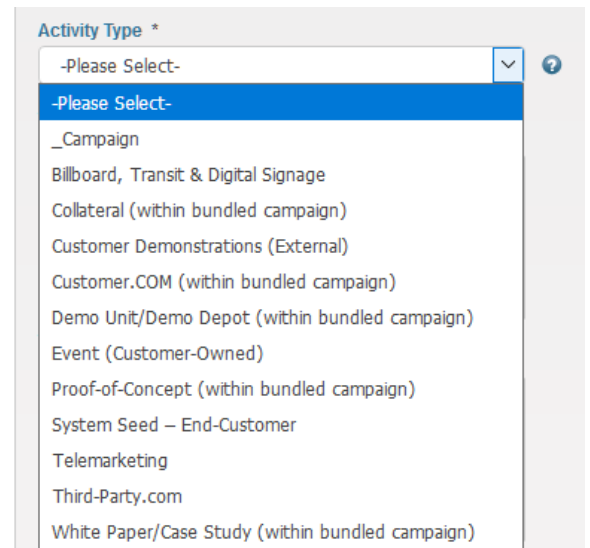 Activity Type *
-Please Select-
-Please Select-
_Campaign
Billboard, Transit & Digital Signage
Collateral (within bundled campaign)
Customer Demonstrations (External)
Customer.COM (within bundled campaign)
Demo Unit/Demo Depot (within bundled campaign)
Event (Customer-Owned)
Proof-of-Concept (within bundled campaign)
System Seed – End-Customer
Telemarketing
Third-Party.com
White Paper/Case Study (within bundled campaign)